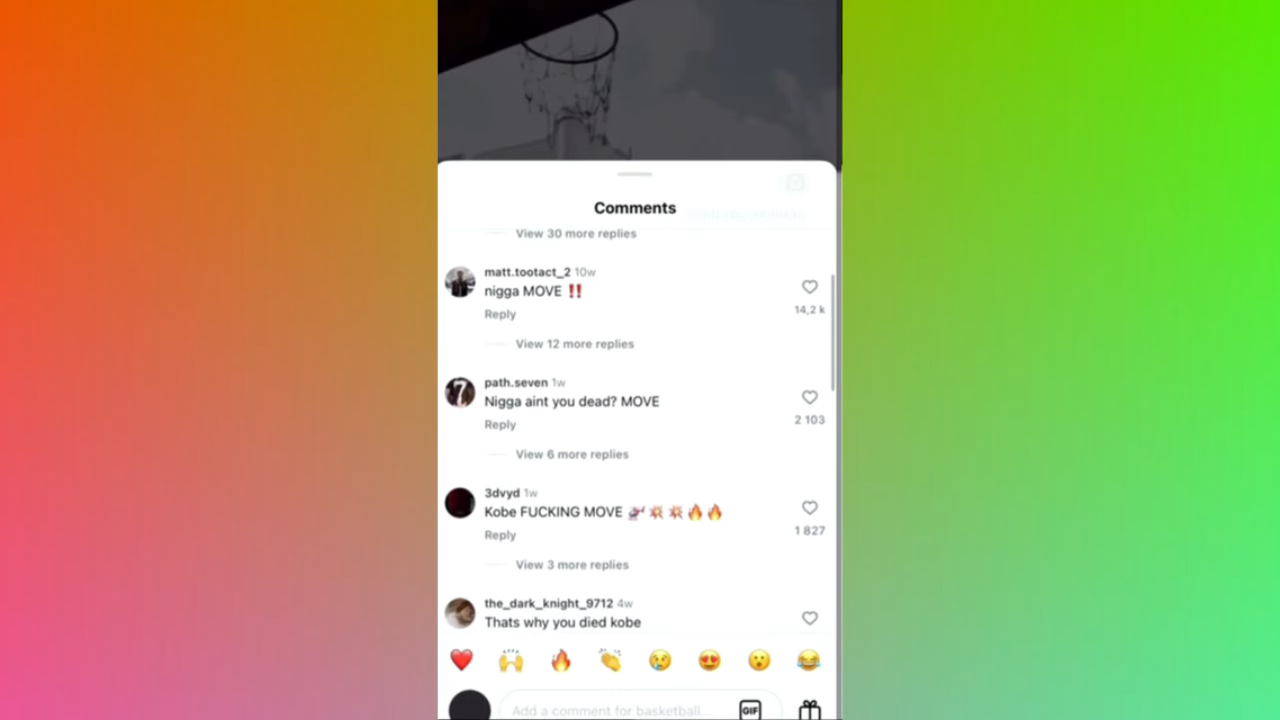 Comments
View 30 more replies
matt.tootact_2 10w
nigga MOVE ‼️
14,2 k
Reply
View 12 more replies
path.seven 1w
Nigga aint you dead? MOVE
2 103
Reply
View 6 more replies
3dvyd 1w
Kobe FUCKING MOVE 🚁💥💥🔥🔥
1 827
Reply
View 3 more replies
the_dark_knight_9712 4w
Thats why you died kobe
Add a comment for basketball...
GIF